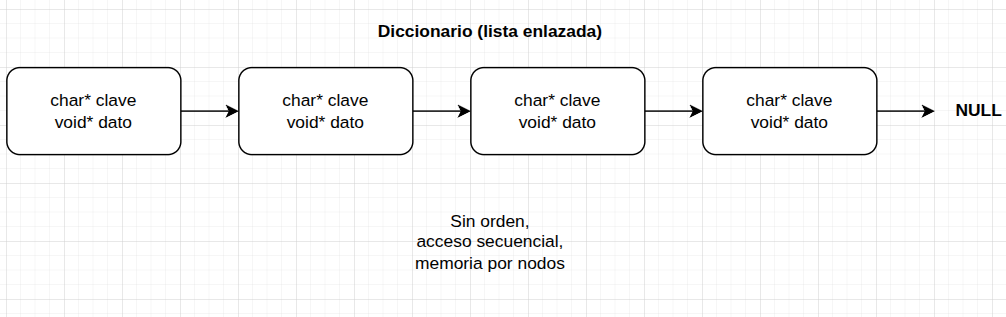 Diccionario (lista enlazada)
char* clave
void* dato
char* clave
void* dato
char* clave
void* dato
char* clave
void* dato
NULL
Sin orden,
acceso secuencial,
memoria por nodos